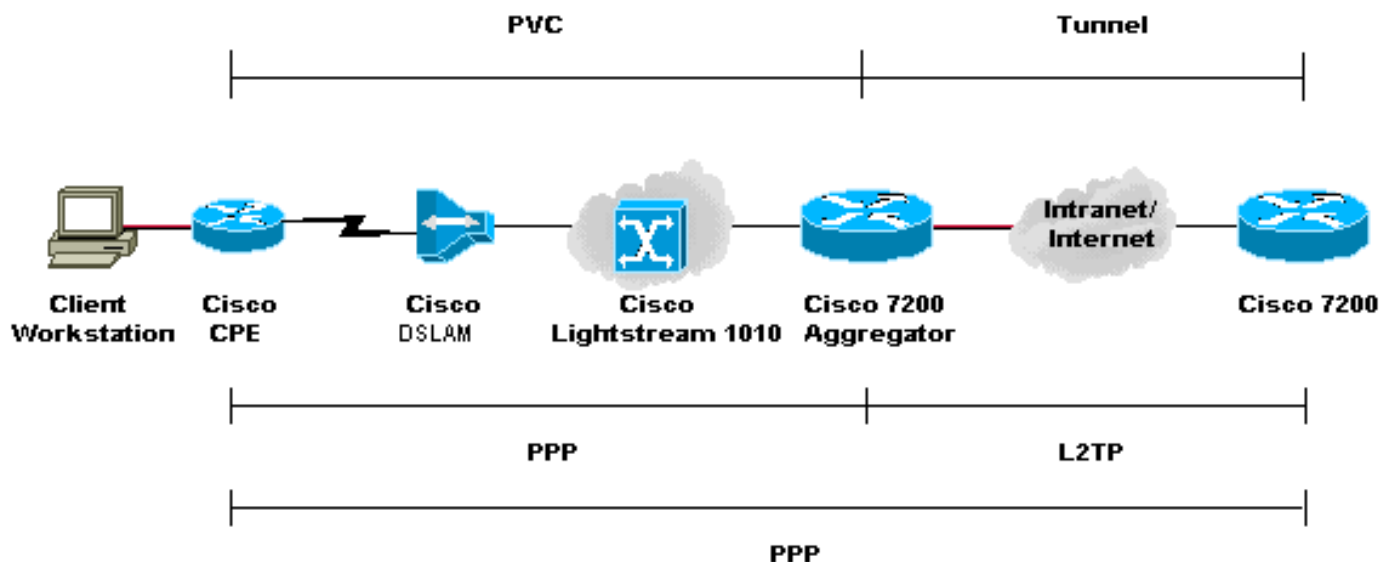 PVC
Tunnel
Intranet/
Internet
Client
Workstation
Cisco
CPE
Cisco
DSLAM
Cisco
Lightstream 1010
Cisco 7200
Aggregator
Cisco 7200
PPP
L2TP
PPP